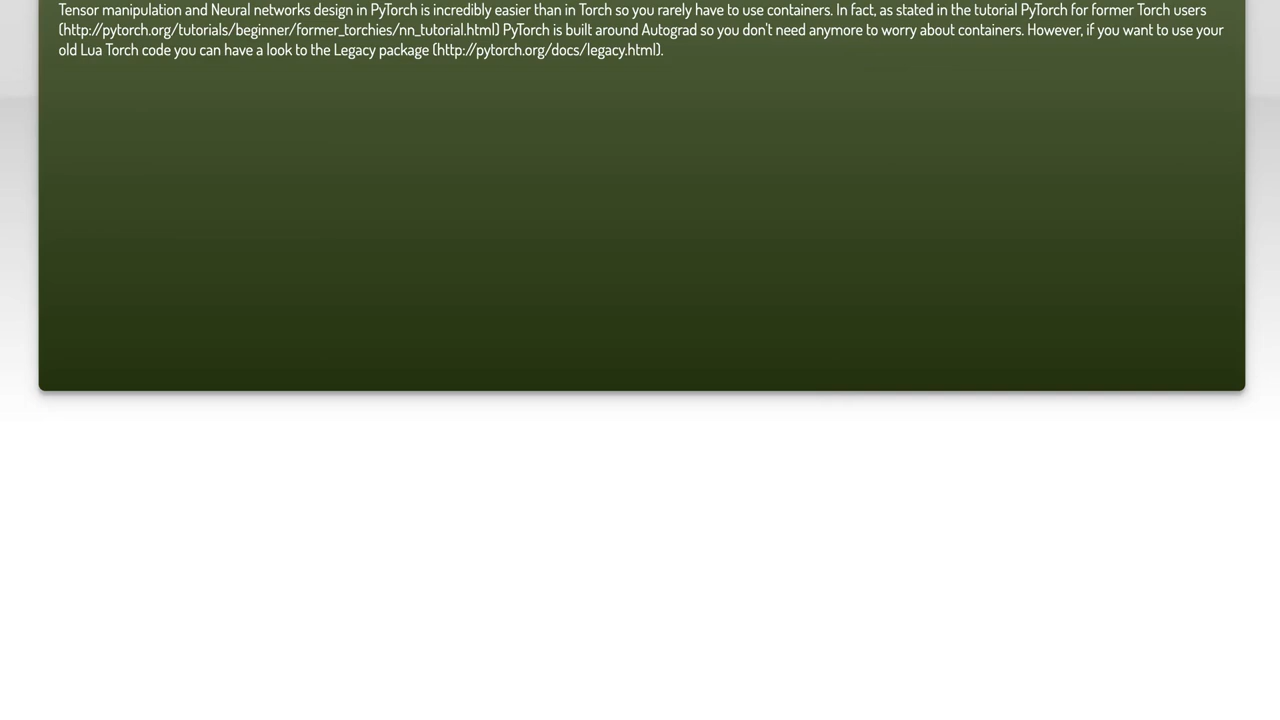 Tensor manipulation and Neural networks design in PyTorch is incredibly easier than in Torch so you rarely have to use containers. In fact, as stated in the tutorial PyTorch for former Torch users
(http://pytorch.org/tutorials/beginner/former_torchies/nn_tutorial.html) PyTorch is built around Autograd so you don't need anymore to worry about containers. However, if you want to use your
old Lua Torch code you can have a look to the Legacy package (http://pytorch.org/docs/legacy.html).